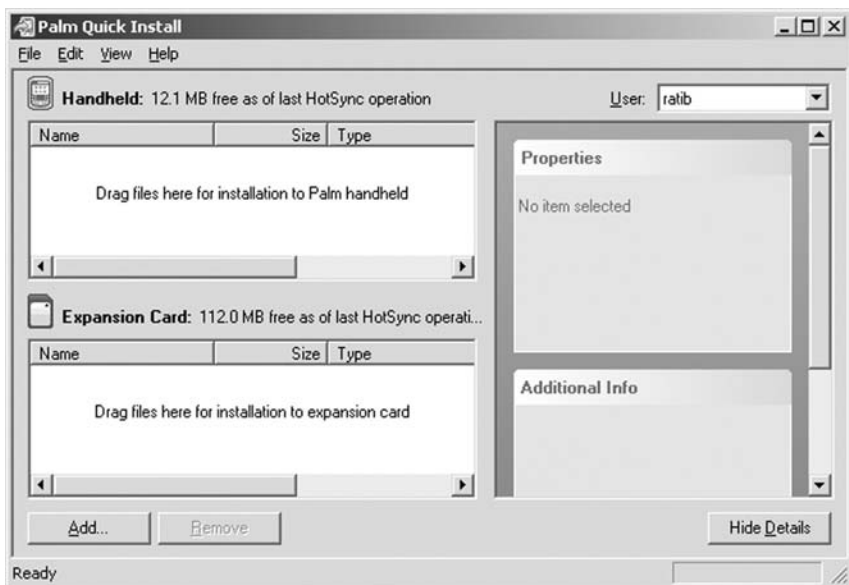 Palm Quick Install
File Edit View Help
Handheld: 12.1 MB free as of last HotSync operation
User: ratib
Name Size Type
Drag files here for installation to Palm handheld
Properties
No item selected
Expansion Card: 112.0 MB free as of last HotSync operati...
Name Size Type
Drag files here for installation to expansion card
Additional Info
Add... Remove Hide Details
Ready